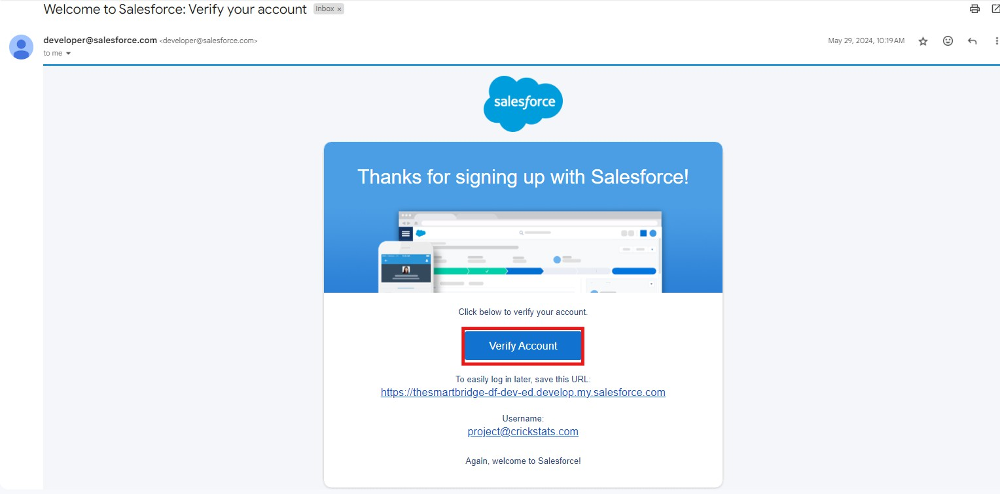 Welcome to Salesforce: Verify your account Inbox ×
developer@salesforce.com <developer@salesforce.com> May 29, 2024, 10:19 AM
to me
salesforce
Thanks for signing up with Salesforce!
Click below to verify your account.
Verify Account
To easily log in later, save this URL:
https://thesmartbridge-df-dev-ed.develop.my.salesforce.com
Username:
project@crickstats.com
Again, welcome to Salesforce!